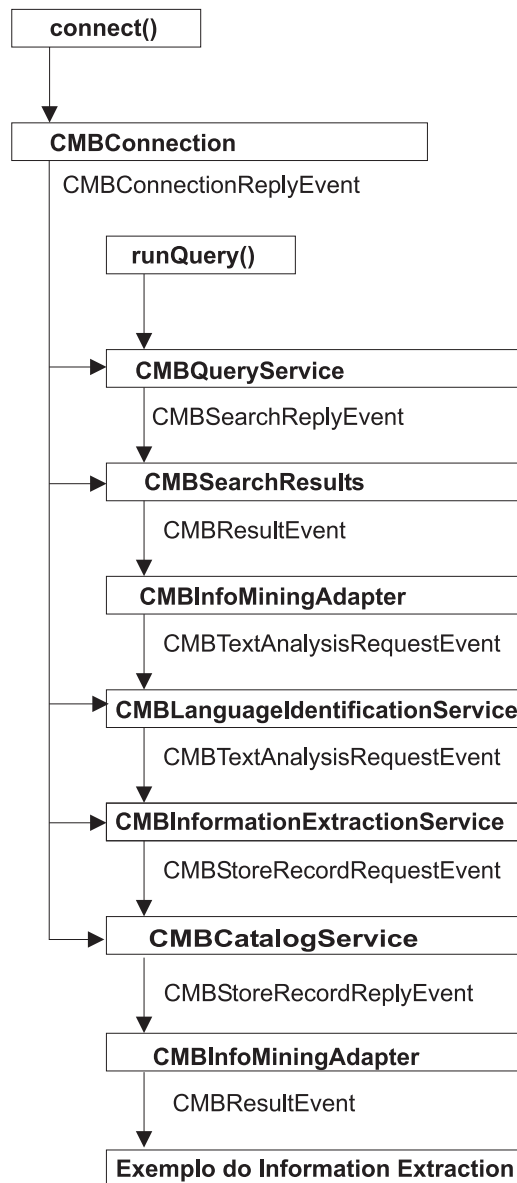 connect()
CMBConnection
CMBConnectionReplyEvent
runQuery()
CMBQueryService
CMBSearchReplyEvent
CMBSearchResults
CMBResultEvent
CMBInfoMiningAdapter
CMBTextAnalysisRequestEvent
CMBLanguageIdentificationService
CMBTextAnalysisRequestEvent
CMBInformationExtractionService
CMBStoreRecordRequestEvent
CMBCatalogService
CMBStoreRecordReplyEvent
CMBInfoMiningAdapter
CMBResultEvent
Exemplo do Information Extraction